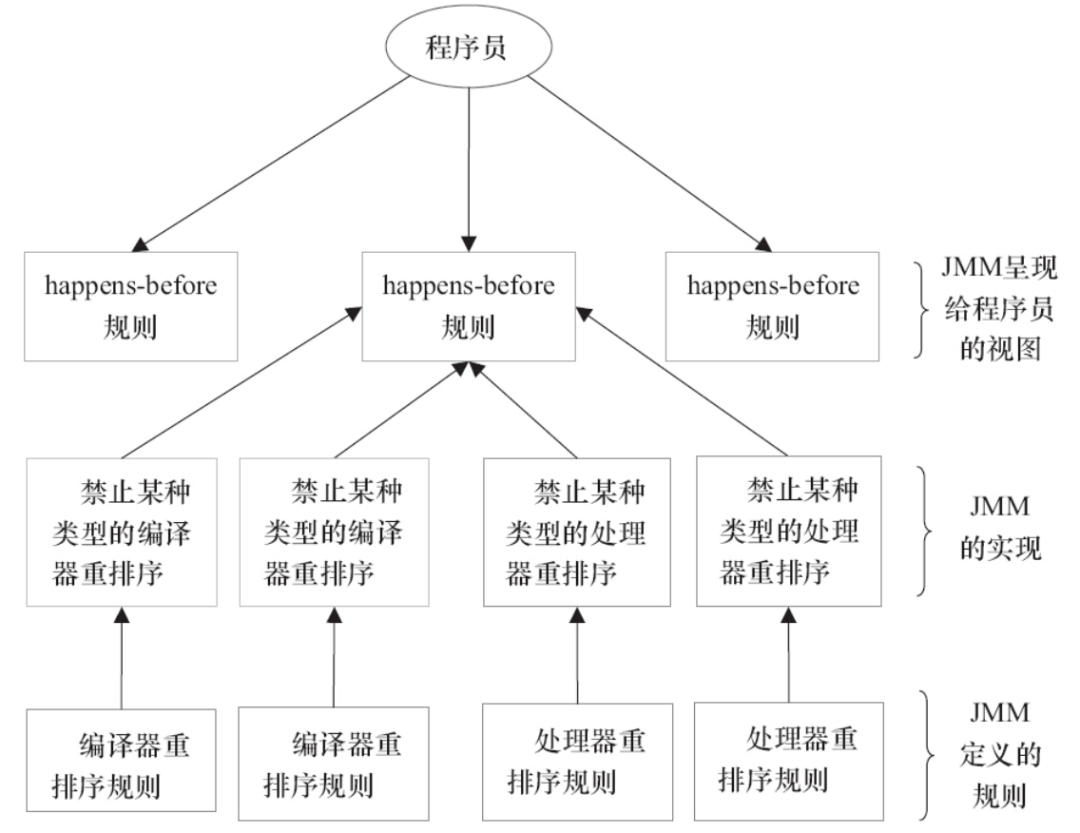 程序员
happens-before
规则
happens-before
规则
happens-before
规则
JMM呈现
给程序员
的视图
禁止某种
类型的编译
器重排序
禁止某种
类型的编译
器重排序
禁止某种
类型的处理
器重排序
禁止某种
类型的处理
器重排序
JMM
的实现
编译器重
排序规则
编译器重
排序规则
处理器重
排序规则
处理器重
排序规则
JMM
定义的
规则